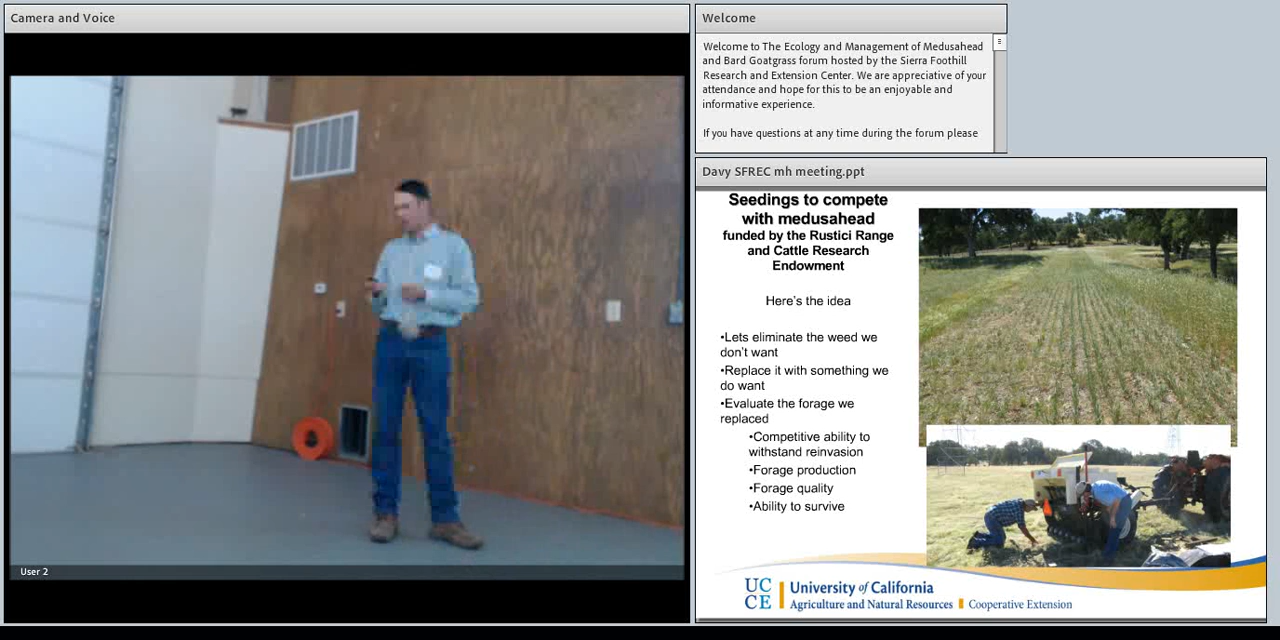 Camera and Voice
User 2
Welcome
Welcome to The Ecology and Management of Medusahead
and Bard Goatgrass forum hosted by the Sierra Foothill
Research and Extension Center. We are appreciative of your
attendance and hope for this to be an enjoyable and
informative experience.
If you have questions at any time during the forum please
Davy SFREC mh meeting.ppt
Seedings to compete
with medusahead
funded by the Rustici Range
and Cattle Research
Endowment
Here's the idea
•Lets eliminate the weed we
don't want
•Replace it with something we
do want
•Evaluate the forage we
replaced
•Competitive ability to
withstand reinvasion
•Forage production
•Forage quality
•Ability to survive
UC
CE
University of California
Agriculture and Natural Resources Cooperative Extension